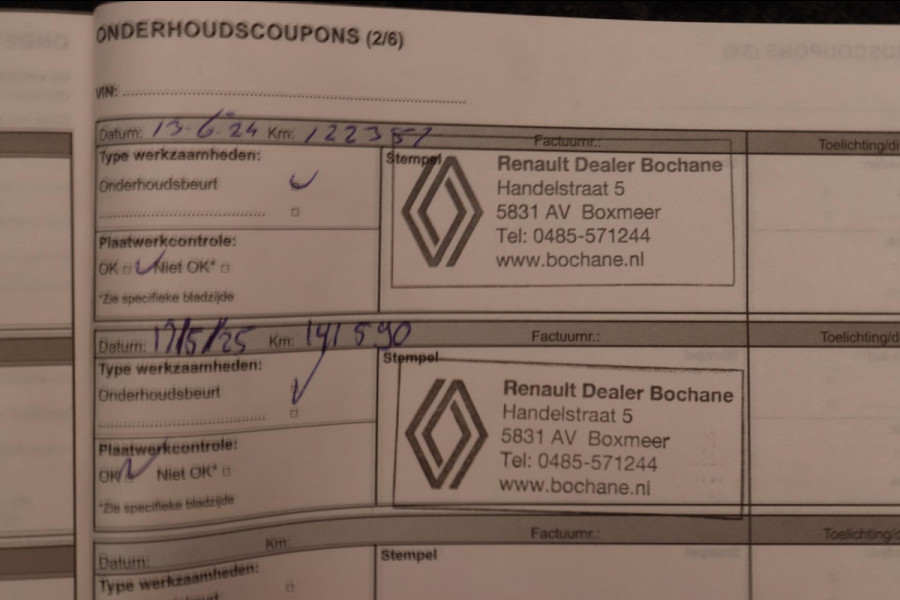 ONDERHOUDSCOUPONS (2/6)
VIN:
Datum: 13-6-24 Km: 122387 Factuurnr.:
Type werkzaamheden:
Onderhoudsbeurt
Plaatwerkcontrole:
OK Niet OK*
*Zie specifieke bladzijde
Stempel
Renault Dealer Bochane
Handelstraat 5
5831 AV Boxmeer
Tel: 0485-571244
www.bochane.nl
Datum: 17/5/25 Km: 141590 Factuurnr.:
Type werkzaamheden:
Onderhoudsbeurt
Plaatwerkcontrole:
OK Niet OK*
*Zie specifieke bladzijde
Stempel
Renault Dealer Bochane
Handelstraat 5
5831 AV Boxmeer
Tel: 0485-571244
www.bochane.nl
Datum: Km: Factuurnr.:
Type werkzaamheden:
Stempel